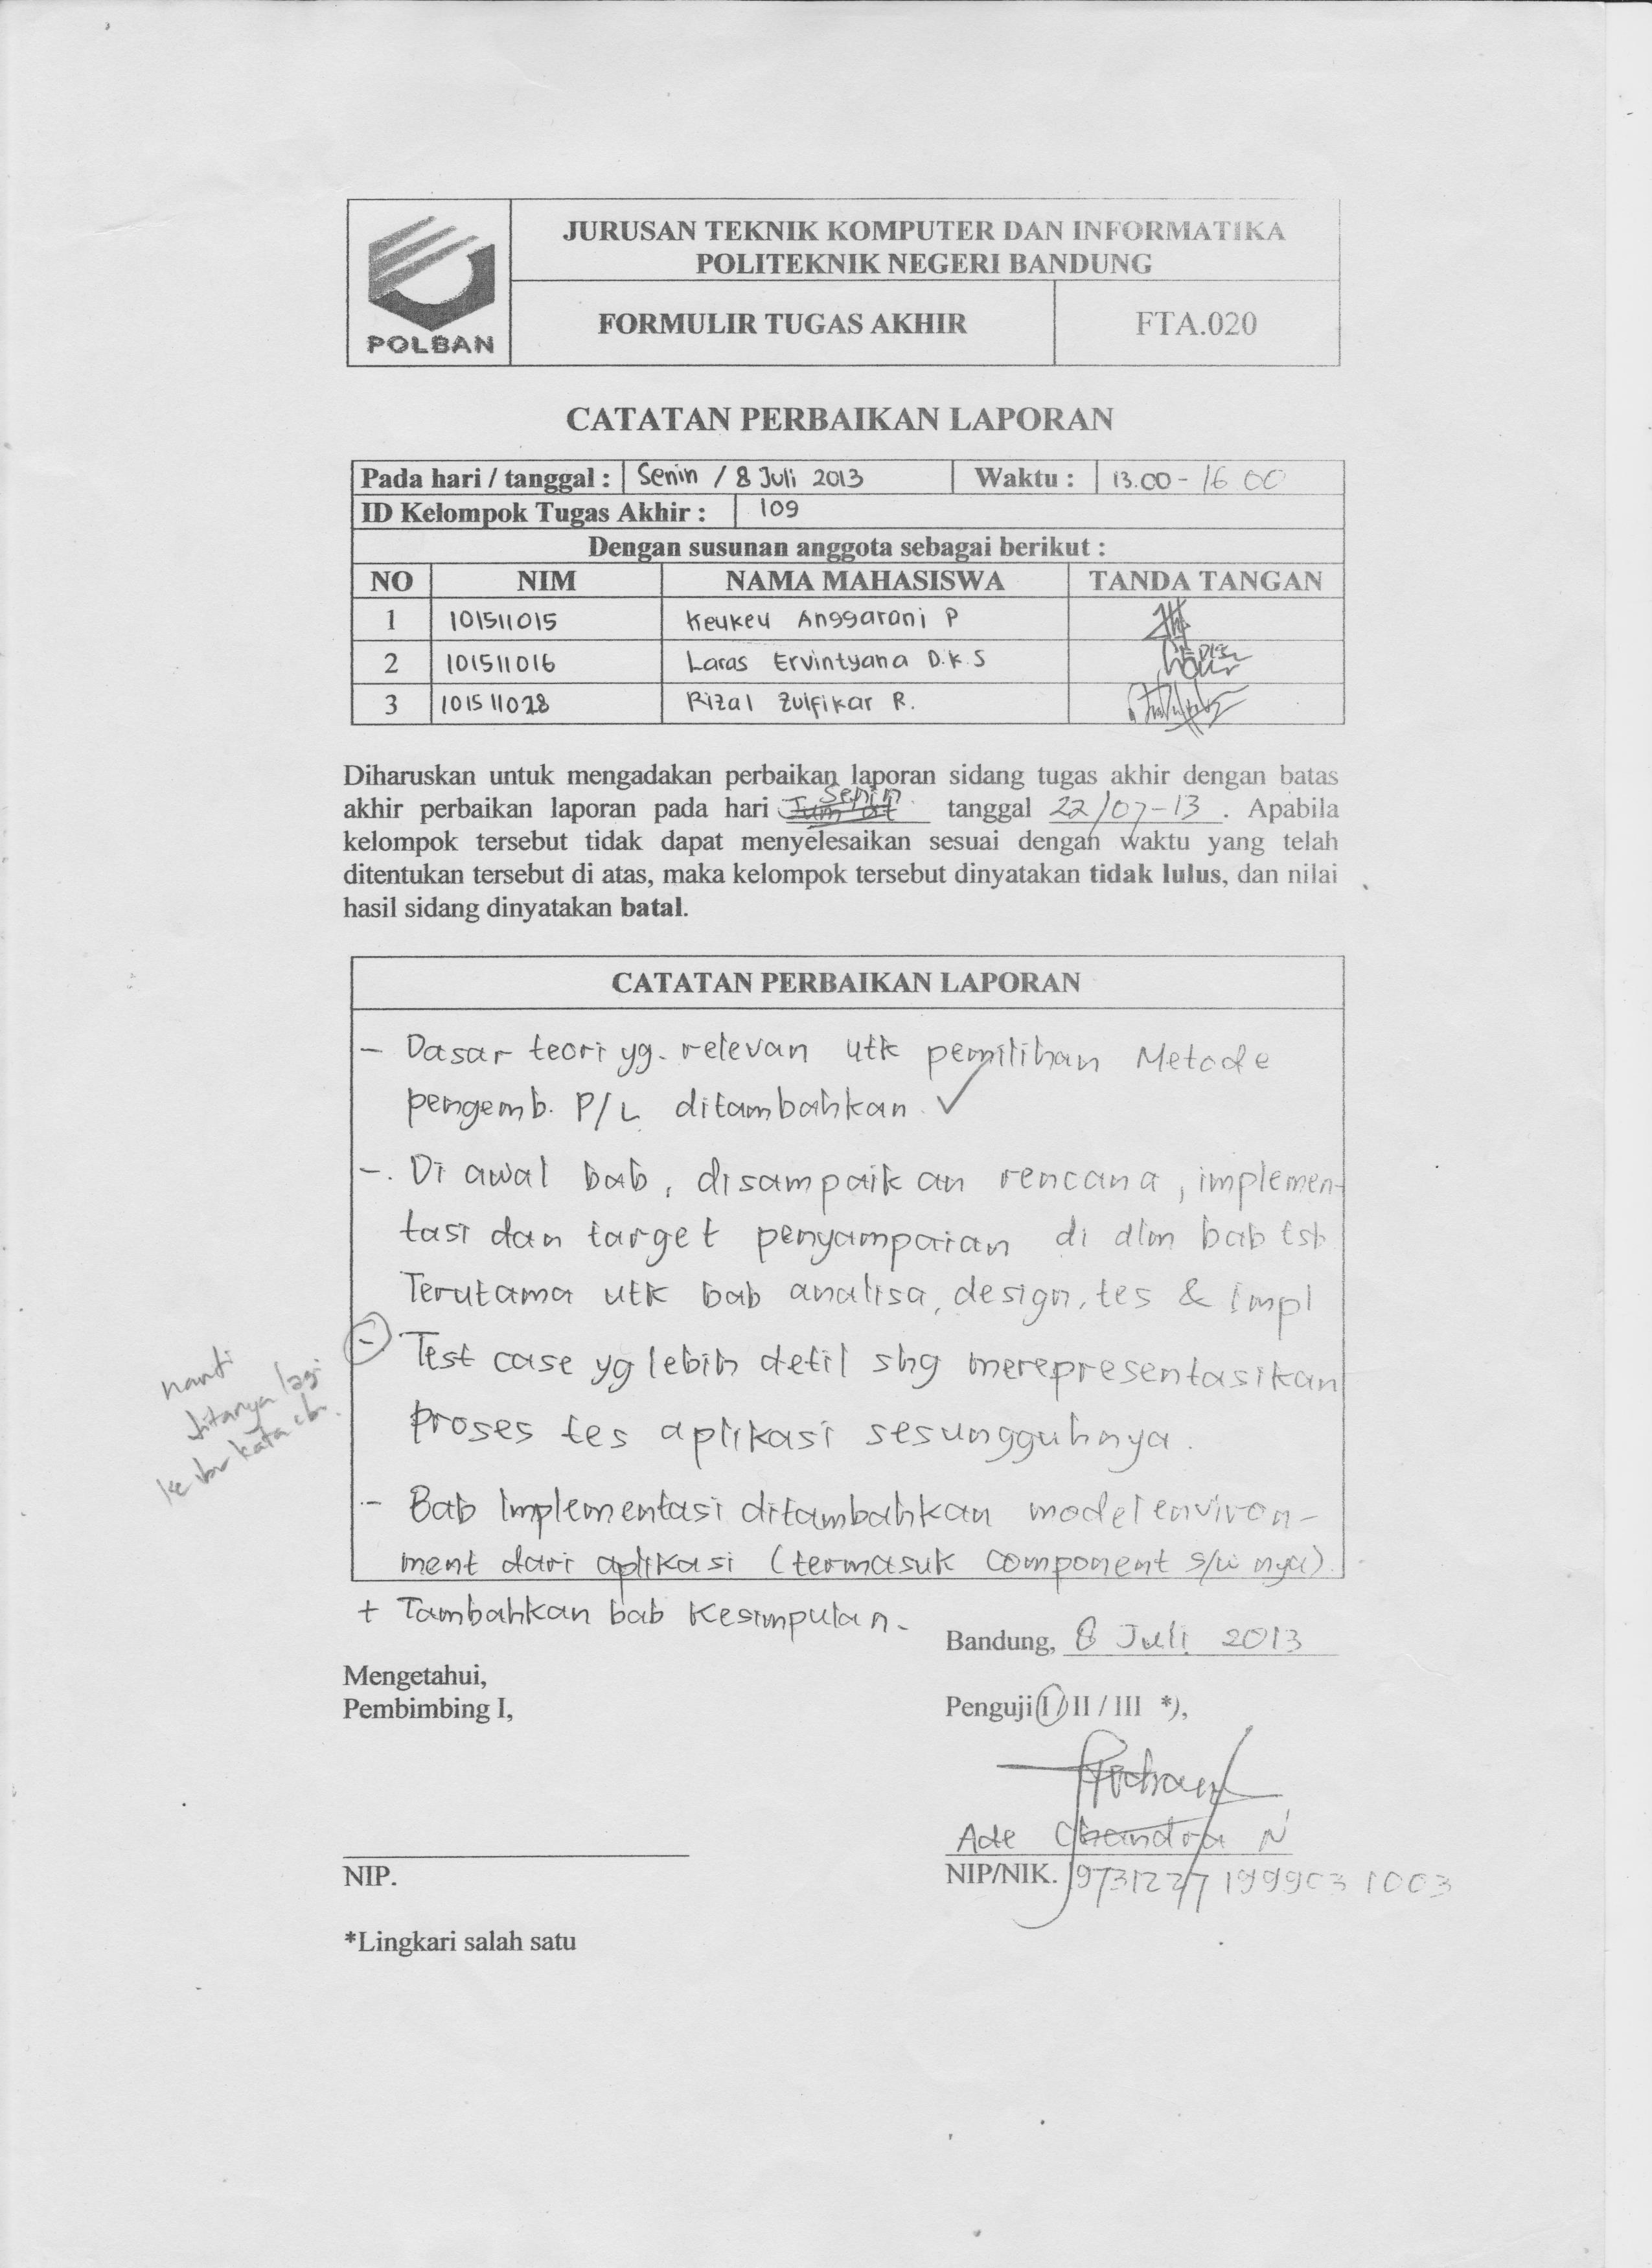 JURUSAN TEKNIK KOMPUTER DAN INFORMATIKA
POLITEKNIK NEGERI BANDUNG
POLBAN
FORMULIR TUGAS AKHIR
FTA.020
CATATAN PERBAIKAN LAPORAN
Pada hari / tanggal : Senin / 8 Juli 2013 Waktu : 13.00 - 16 00
ID Kelompok Tugas Akhir : 109
Dengan susunan anggota sebagai berikut :
NO NIM NAMA MAHASISWA TANDA TANGAN
1 101511015 Keukeu Anggarani P
2 101511016 Laras Ervintyana D.K.S
3 101511028 Rizal Zulfikar R.
Diharuskan untuk mengadakan perbaikan laporan sidang tugas akhir dengan batas
akhir perbaikan laporan pada hari Jum'at Senin tanggal 22/07-13. Apabila
kelompok tersebut tidak dapat menyelesaikan sesuai dengan waktu yang telah
ditentukan tersebut di atas, maka kelompok tersebut dinyatakan tidak lulus, dan nilai
hasil sidang dinyatakan batal.
CATATAN PERBAIKAN LAPORAN
- Dasar teori yg. relevan utk pemilihan Metode
pengemb. P/L ditambahkan. ✓
-. Di awal bab, disampaikan rencana, implemen-
tasi dan target penyampaian di dlm bab tsb
Terutama utk bab analisa, design, tes & impl
- Test case yg lebih detil shg merepresentasikan
proses tes aplikasi sesungguhnya.
nanti
ditanya lagi
ke ibu kata
- Bab Implementasi ditambahkan model environ-
ment dari aplikasi (termasuk component s/w nya).
+ Tambahkan bab Kesimpulan.
Bandung, 8 Juli 2013
Mengetahui,
Pembimbing I,
Penguji I / II / III *),
Ade Chandra N
NIP.
NIP/NIK. 19731227 199903 1003
*Lingkari salah satu